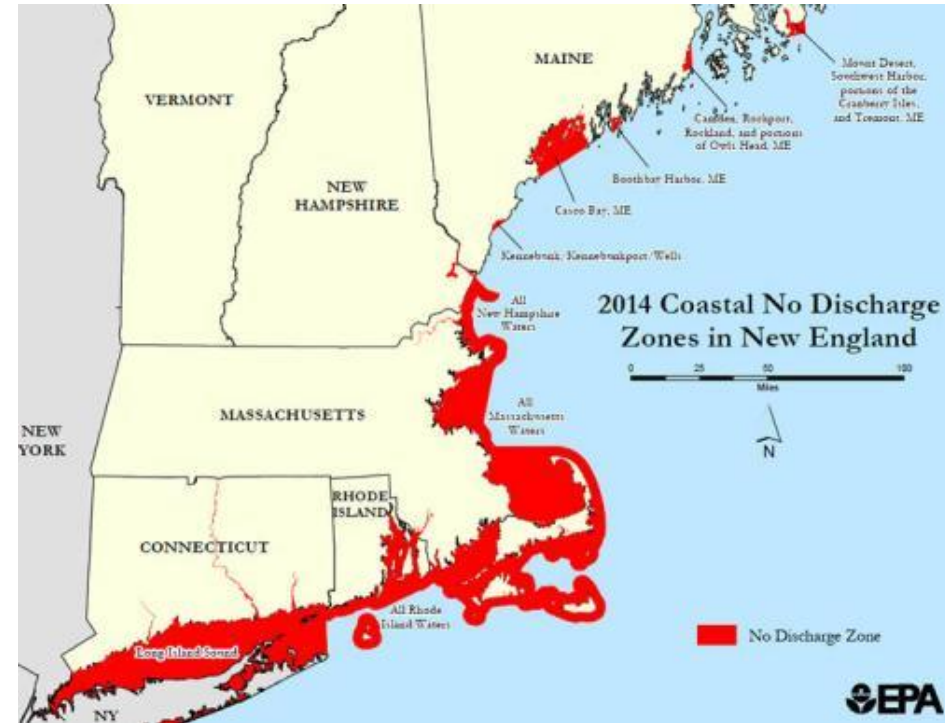 MAINE
VERMONT
Mount Desert,
Southwest Harbor,
portions of the
Cranberry Isles,
and Tremont, ME
Camden, Rockport,
Rockland, and portions
of Owls Head, ME
NEW
HAMPSHIRE
Boothbay Harbor, ME
Casco Bay, ME
Kennebunk/Kennebunkport/Wells
All
New Hampshire
Waters
2014 Coastal No Discharge
Zones in New England
0 25 50 100
Miles
N
MASSACHUSETTS
All
Massachusetts
Waters
NEW
YORK
RHODE
ISLAND
CONNECTICUT
All Rhode
Island Waters
Long Island Sound
No Discharge Zone
NY
EPA